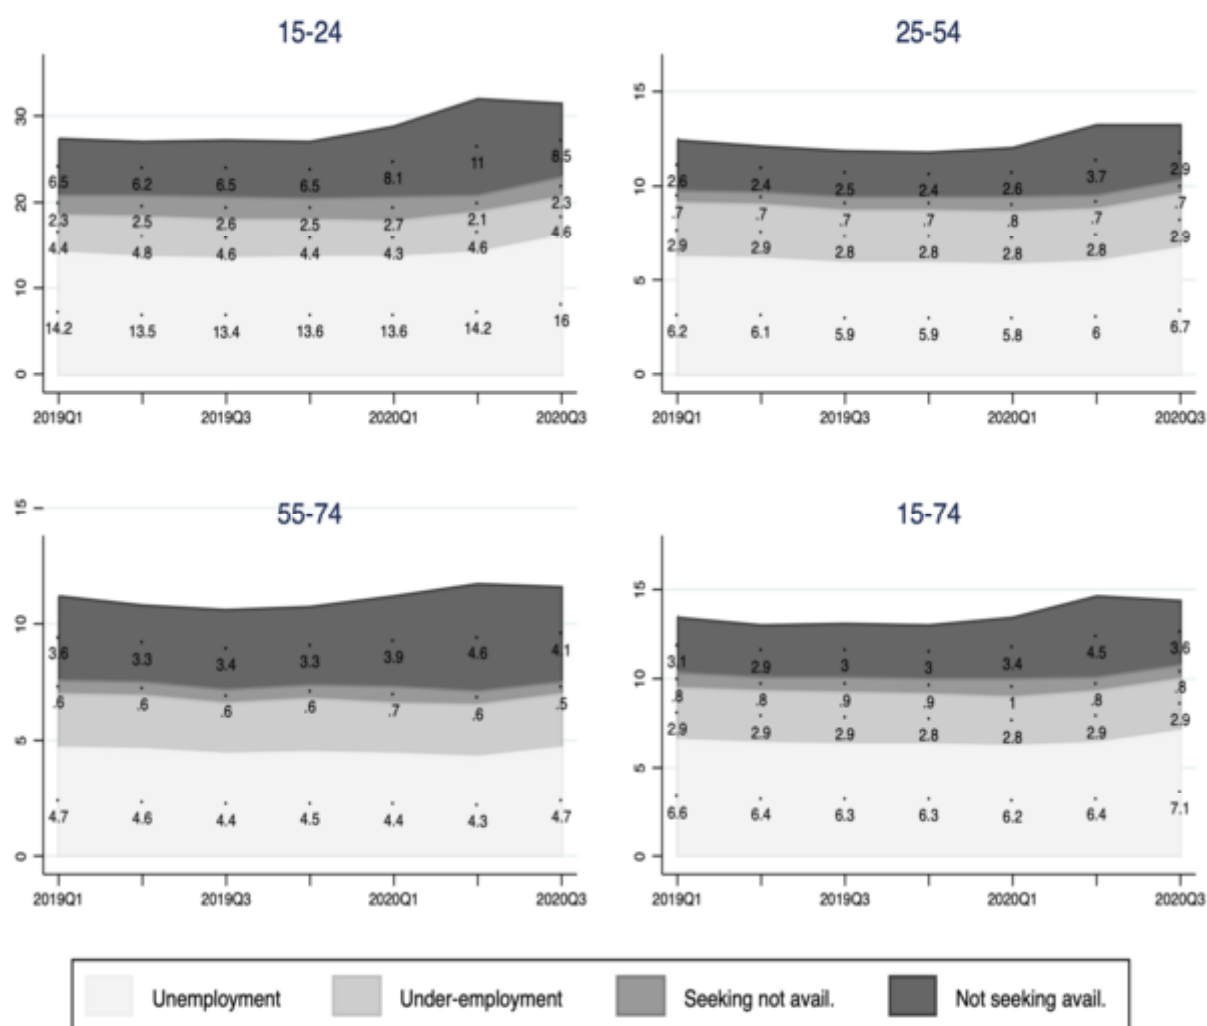 15-24
30
20
10
0
6.5 6.2 6.5 6.5 8.1 11 8.5
2.3 2.5 2.6 2.5 2.7 2.1 2.3
4.4 4.8 4.6 4.4 4.3 4.6 4.6
14.2 13.5 13.4 13.6 13.6 14.2 16
2019Q1 2019Q3 2020Q1 2020Q3
25-54
15
10
5
0
2.6 2.4 2.5 2.4 2.6 3.7 2.9
.7 .7 .7 .7 .8 .7 .7
2.9 2.9 2.8 2.8 2.8 2.8 2.9
6.2 6.1 5.9 5.9 5.8 6 6.7
2019Q1 2019Q3 2020Q1 2020Q3
55-74
15
10
5
0
3.6 3.3 3.4 3.3 3.9 4.6 4.1
.6 .6 .6 .6 .7 .6 .5
4.7 4.6 4.4 4.5 4.4 4.3 4.7
2019Q1 2019Q3 2020Q1 2020Q3
15-74
15
10
5
0
3.1 2.9 3 3 3.4 4.5 3.6
.8 .8 .9 .9 1 .8 .8
2.9 2.9 2.9 2.8 2.8 2.9 2.9
6.6 6.4 6.3 6.3 6.2 6.4 7.1
2019Q1 2019Q3 2020Q1 2020Q3
Unemployment Under-employment Seeking not avail. Not seeking avail.